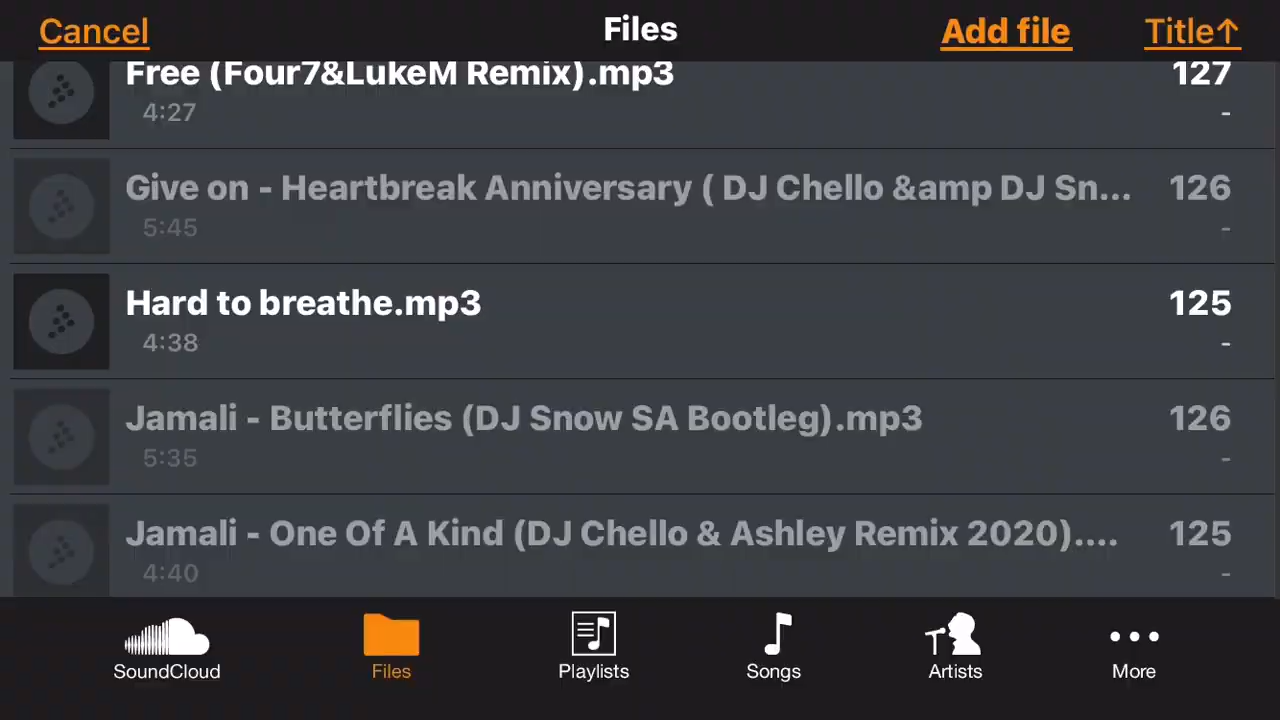 Cancel Files Add file Title↑
Free (Four7&LukeM Remix).mp3 127
4:27 -
Give on - Heartbreak Anniversary ( DJ Chello &amp DJ Sn... 126
5:45 -
Hard to breathe.mp3 125
4:38 -
Jamali - Butterflies (DJ Snow SA Bootleg).mp3 126
5:35 -
Jamali - One Of A Kind (DJ Chello & Ashley Remix 2020).... 125
4:40 -
SoundCloud Files Playlists Songs Artists More